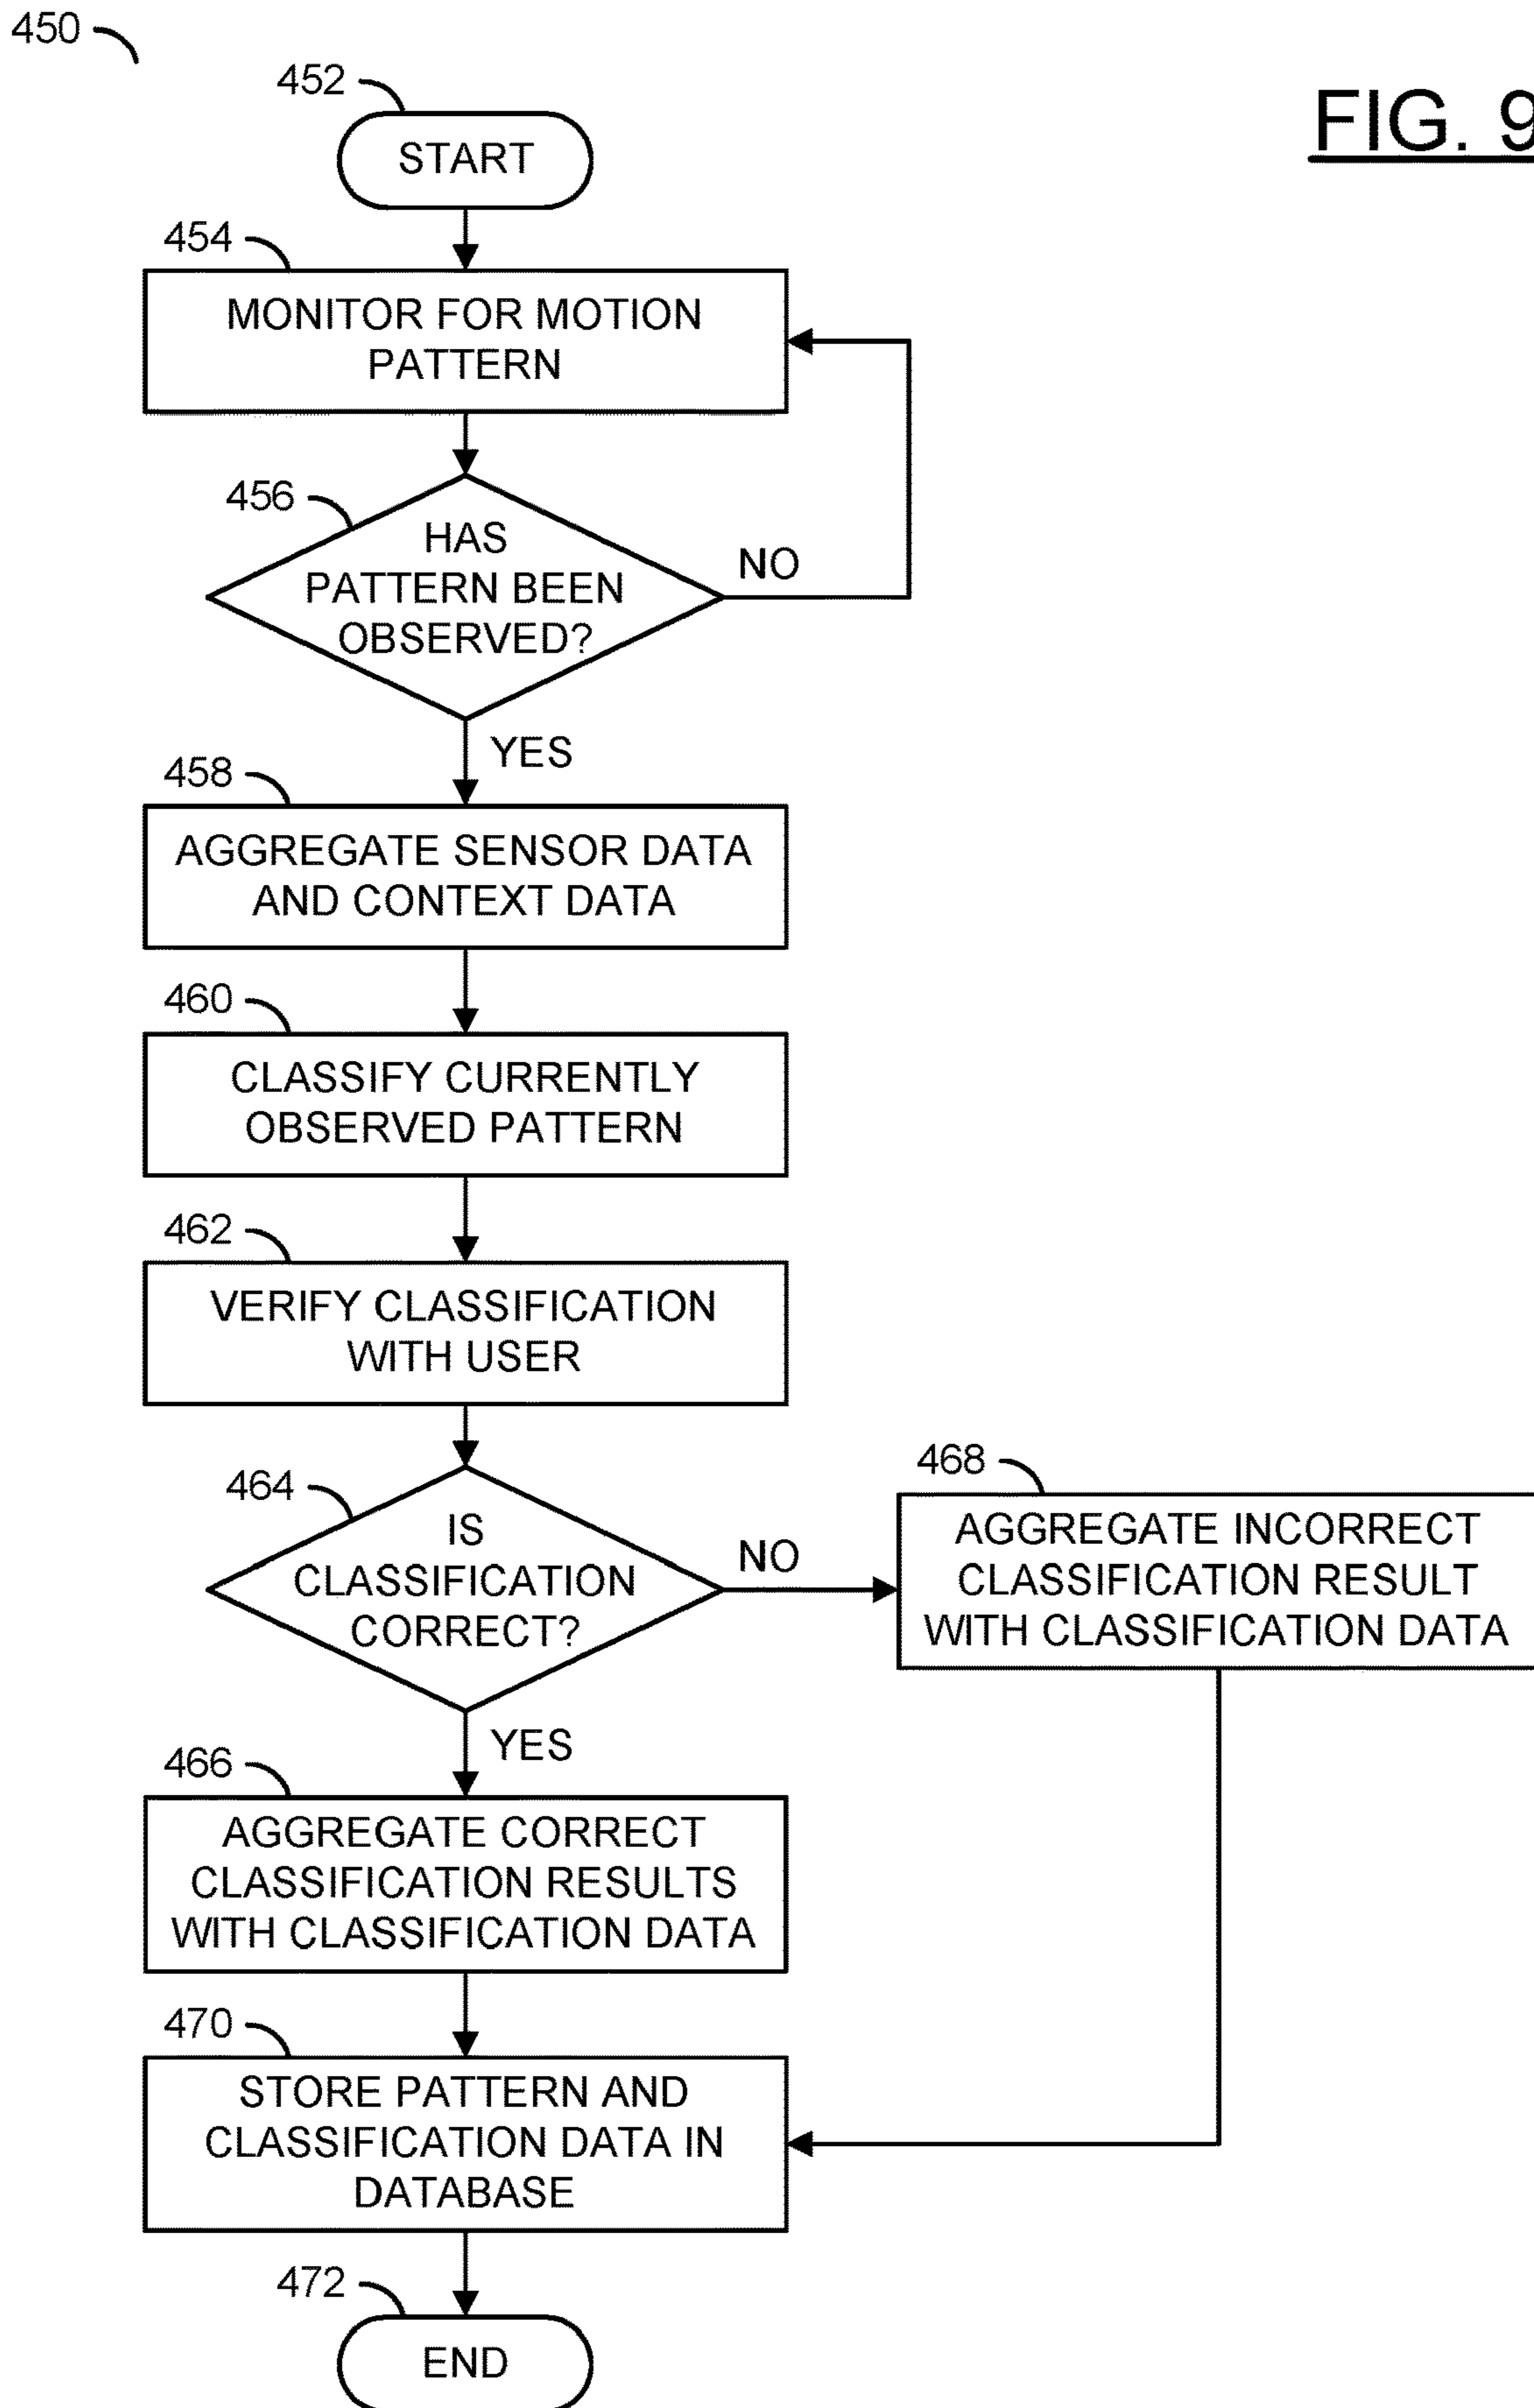 450
452
FIG. 9
START
454
MONITOR FOR MOTION
PATTERN
456
HAS
PATTERN BEEN
OBSERVED?
NO
YES
458
AGGREGATE SENSOR DATA
AND CONTEXT DATA
460
CLASSIFY CURRENTLY
OBSERVED PATTERN
462
VERIFY CLASSIFICATION
WITH USER
464
IS
CLASSIFICATION
CORRECT?
NO
468
AGGREGATE INCORRECT
CLASSIFICATION RESULT
WITH CLASSIFICATION DATA
YES
466
AGGREGATE CORRECT
CLASSIFICATION RESULTS
WITH CLASSIFICATION DATA
470
STORE PATTERN AND
CLASSIFICATION DATA IN
DATABASE
472
END